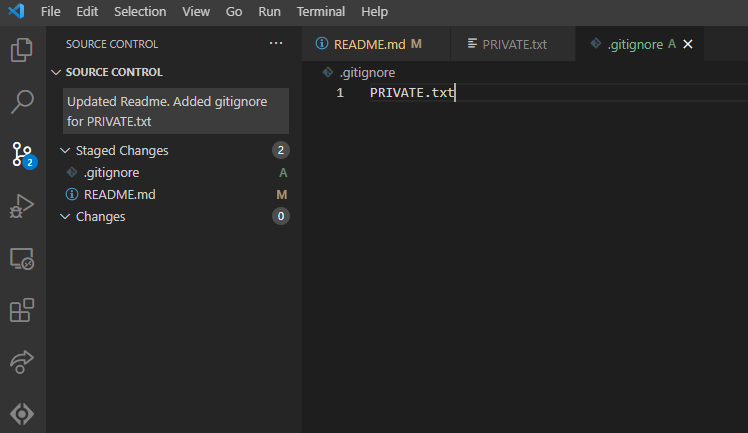 File Edit Selection View Go Run Terminal Help
SOURCE CONTROL ...
README.md M PRIVATE.txt .gitignore A
SOURCE CONTROL
.gitignore
Updated Readme. Added gitignore
for PRIVATE.txt
1 PRIVATE.txt
Staged Changes 2
.gitignore A
README.md M
Changes 0
2